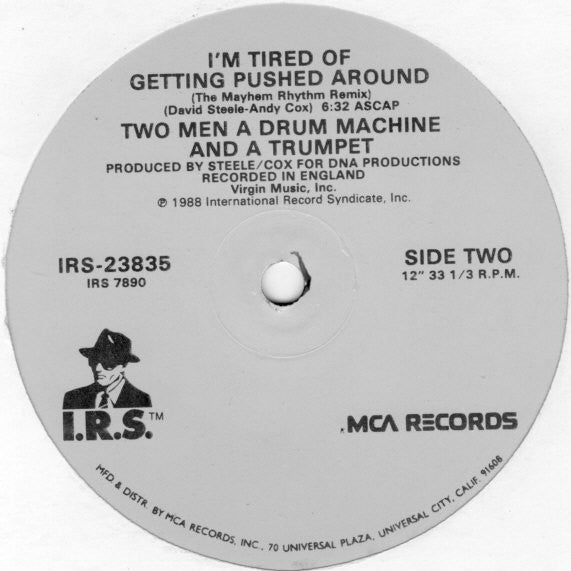 I'M TIRED OF
GETTING PUSHED AROUND
(The Mayhem Rhythm Remix)
(David Steele-Andy Cox) 6:32 ASCAP
TWO MEN A DRUM MACHINE
AND A TRUMPET
PRODUCED BY STEELE/COX FOR DNA PRODUCTIONS
RECORDED IN ENGLAND
Virgin Music, Inc.
℗ 1988 International Record Syndicate, Inc.
IRS-23835
IRS 7890
SIDE TWO
12" 33 1/3 R.P.M.
I.R.S.™
MCA RECORDS
MFD. & DISTR. BY MCA RECORDS, INC., 70 UNIVERSAL PLAZA, UNIVERSAL CITY, CALIF. 91608